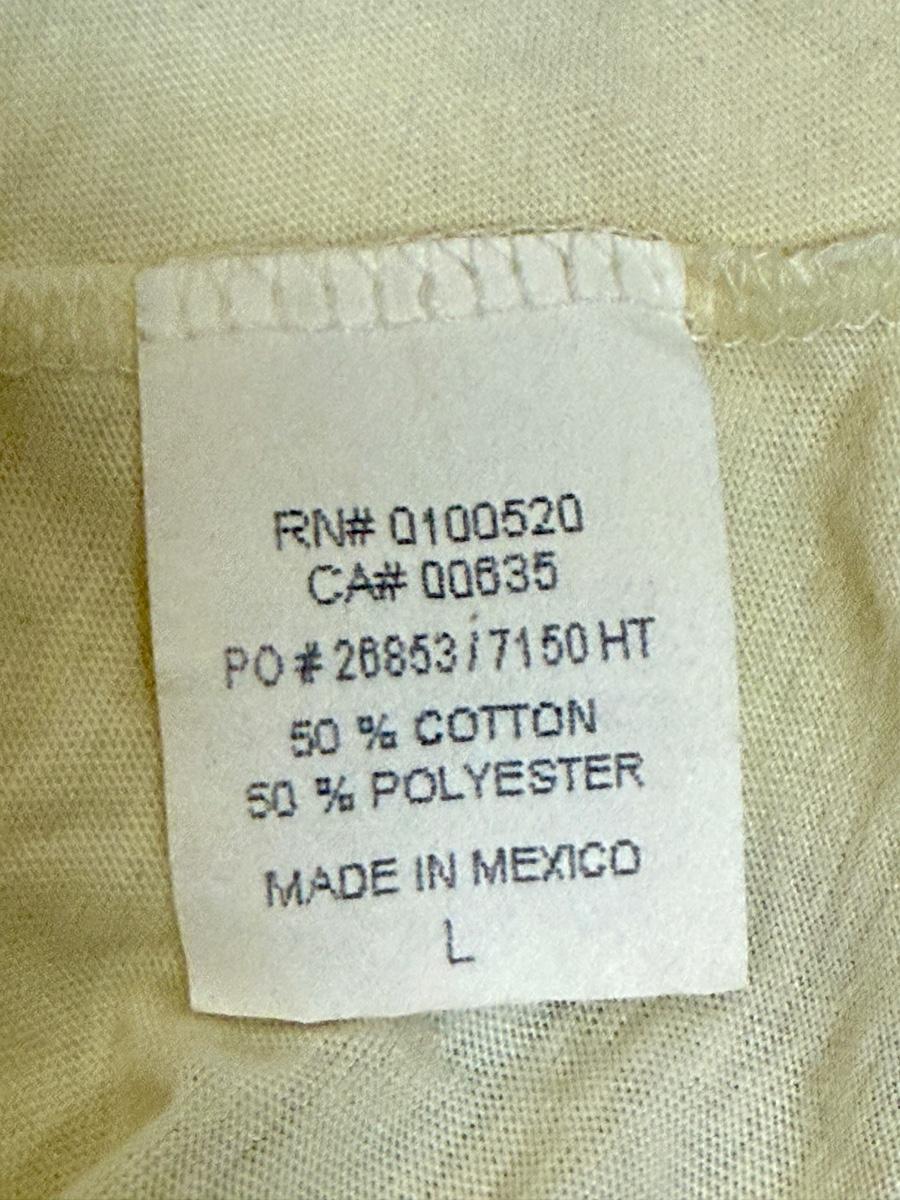 RN# 0100520
CA# 00635
PO # 26853 / 7150 HT
50 % COTTON
50 % POLYESTER
MADE IN MEXICO
L